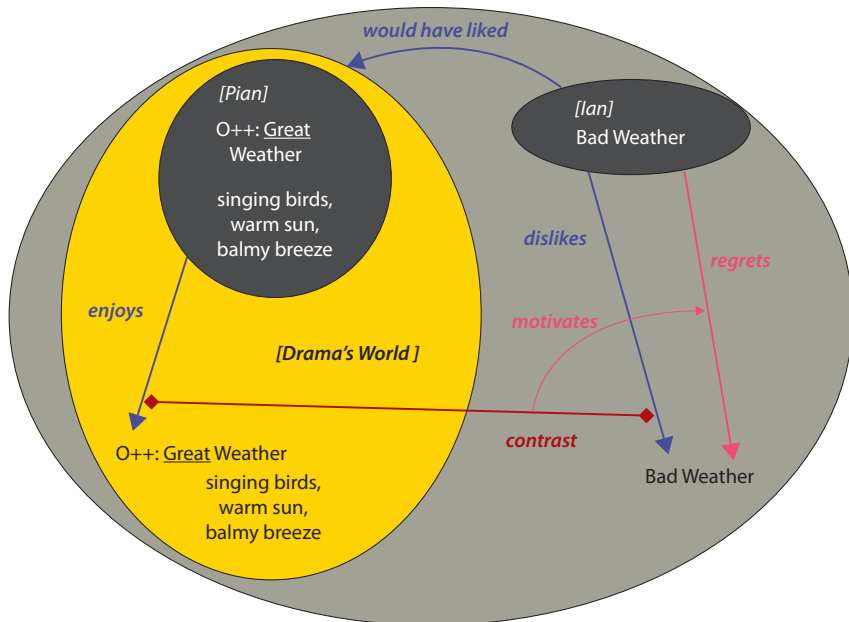 would have liked
[Pian]
O++: Great
Weather
singing birds,
warm sun,
balmy breeze
[Ian]
Bad Weather
dislikes
regrets
enjoys
motivates
[Drama's World ]
contrast
O++: Great Weather
singing birds,
warm sun,
balmy breeze
Bad Weather